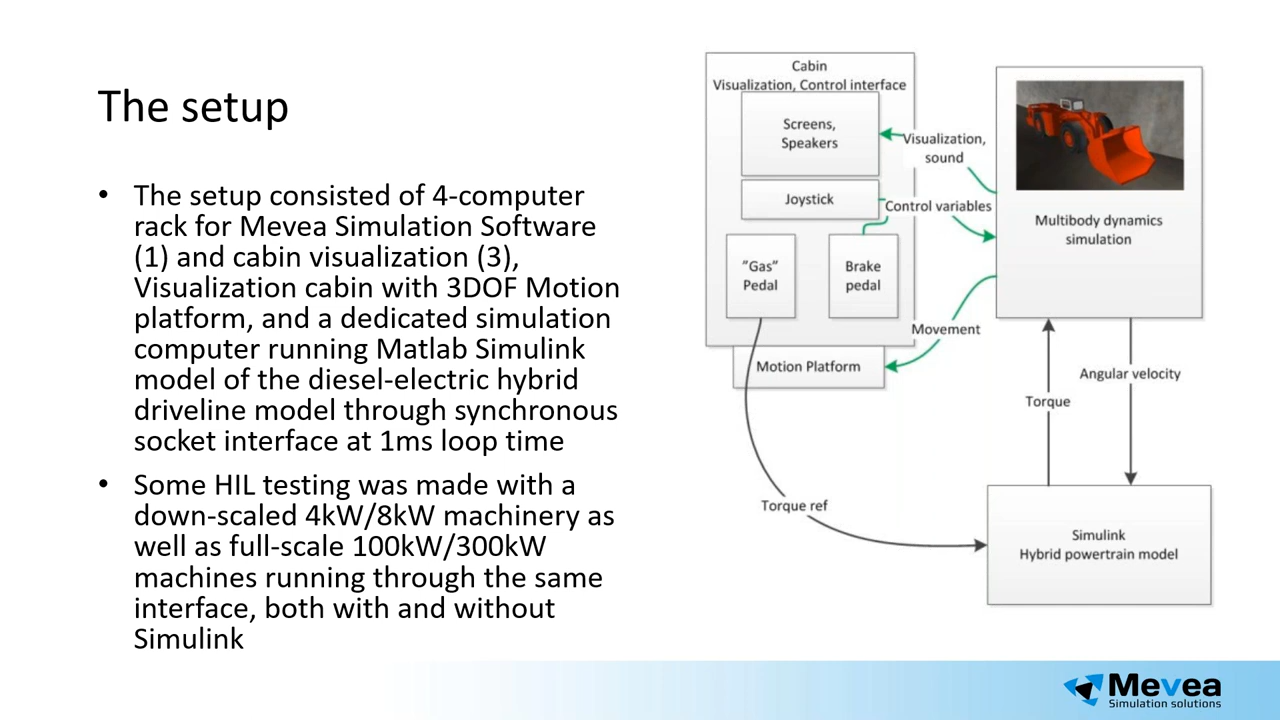 The setup
• The setup consisted of 4-computer
rack for Mevea Simulation Software
(1) and cabin visualization (3),
Visualization cabin with 3DOF Motion
platform, and a dedicated simulation
computer running Matlab Simulink
model of the diesel-electric hybrid
driveline model through synchronous
socket interface at 1ms loop time
• Some HIL testing was made with a
down-scaled 4kW/8kW machinery as
well as full-scale 100kW/300kW
machines running through the same
interface, both with and without
Simulink
Cabin
Visualization, Control interface
Screens,
Speakers
Joystick
"Gas"
Pedal
Brake
pedal
Motion Platform
Visualization,
sound
Control variables
Movement
Multibody dynamics
simulation
Angular velocity
Torque
Torque ref
Simulink
Hybrid powertrain model
Mevea
Simulation solutions